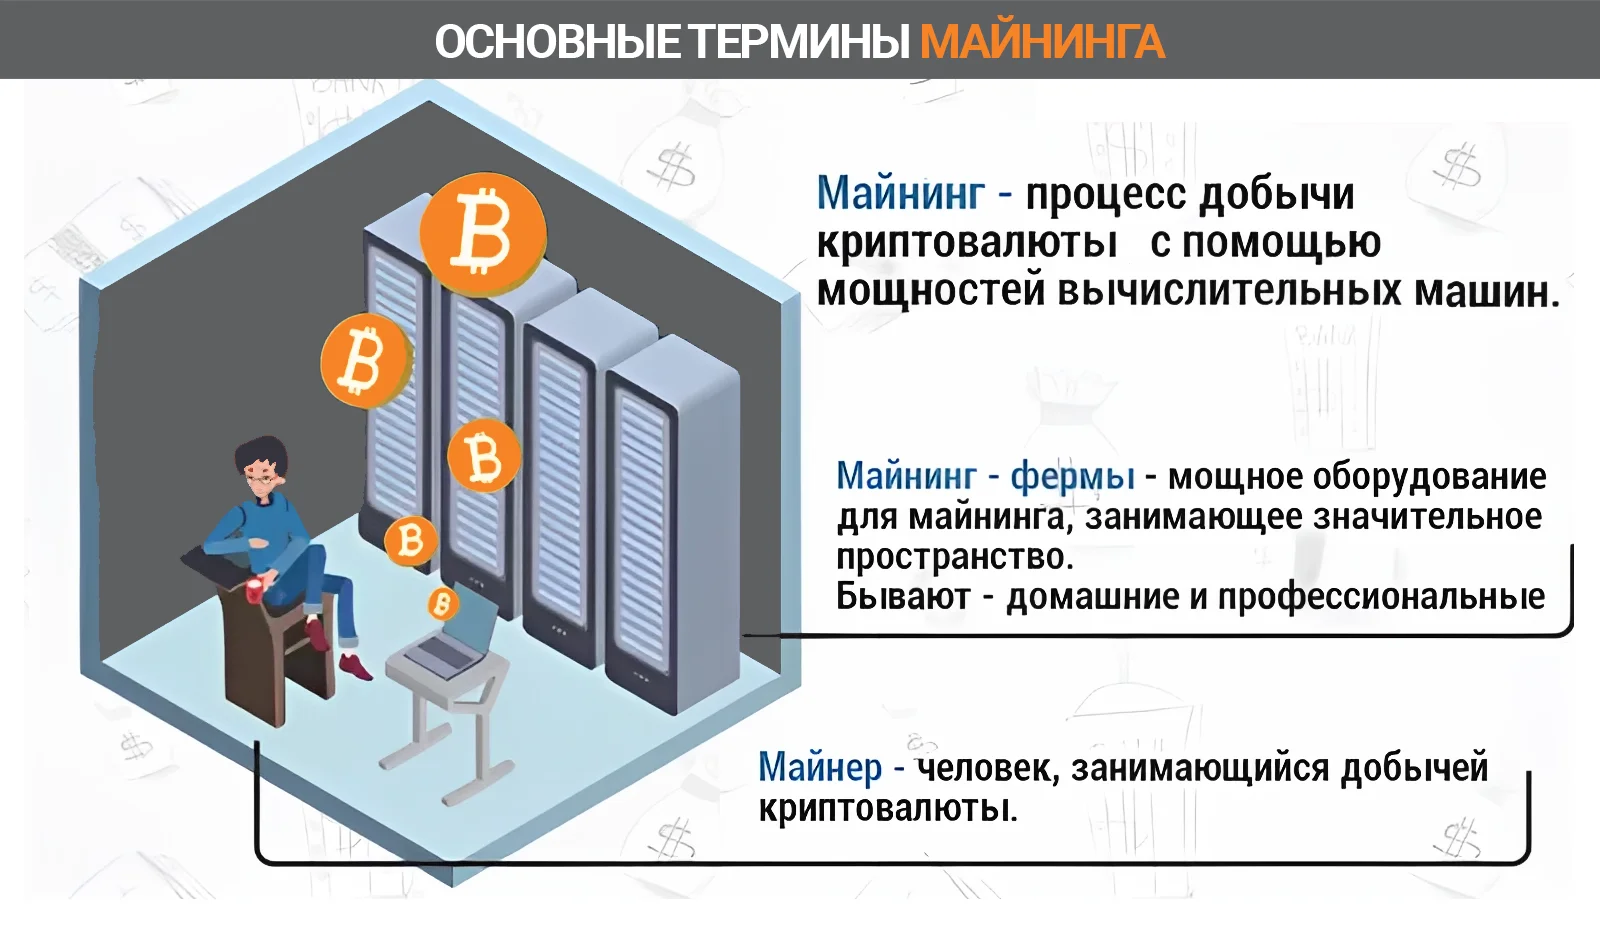 ОСНОВНЫЕ ТЕРМИНЫ МАЙНИНГА
Майнинг - процесс добычи
криптовалюты с помощью
мощностей вычислительных машин.
Майнинг - фермы - мощное оборудование
для майнинга, занимающее значительное
пространство.
Бывают - домашние и профессиональные
Майнер - человек, занимающийся добычей
криптовалюты.